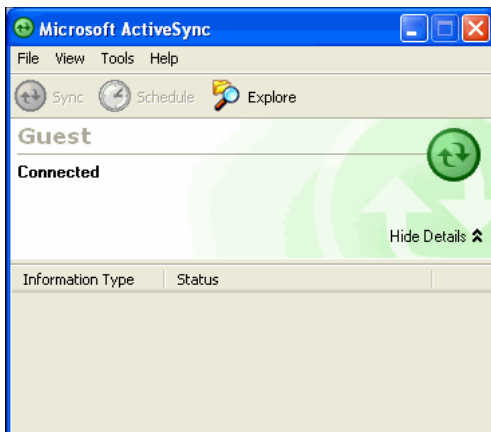 Microsoft ActiveSync
File View Tools Help
Sync Schedule Explore
Guest
Connected
Hide Details
Information Type Status